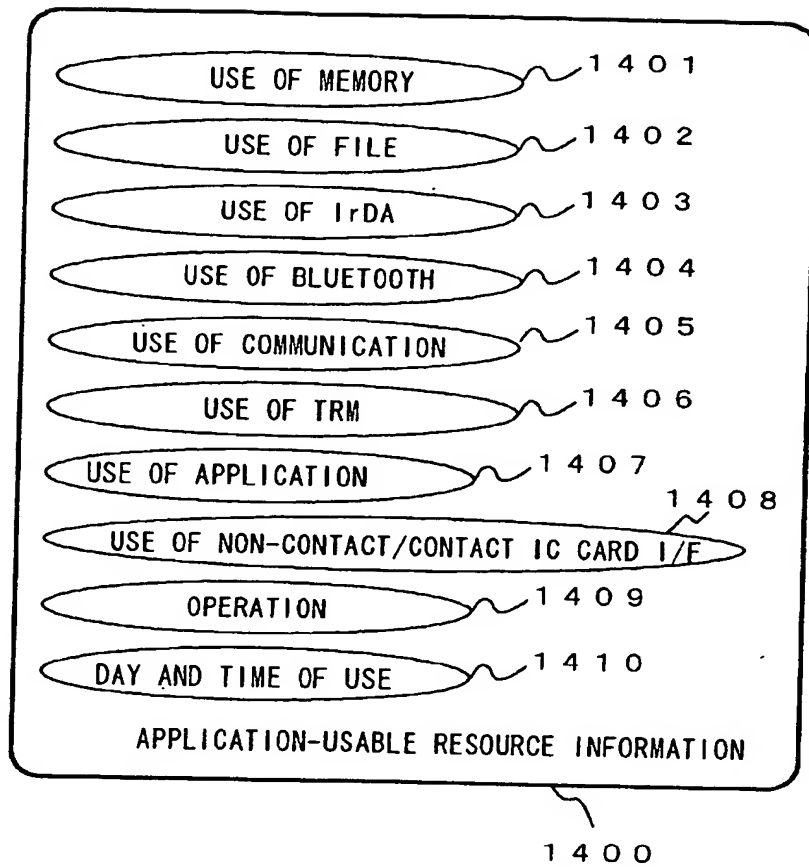 USE OF MEMORY 1401
USE OF FILE 1402
USE OF IrDA 1403
USE OF BLUETOOTH 1404
USE OF COMMUNICATION 1405
USE OF TRM 1406
USE OF APPLICATION 1407
1408
USE OF NON-CONTACT/CONTACT IC CARD I/F
OPERATION 1409
DAY AND TIME OF USE 1410
APPLICATION-USABLE RESOURCE INFORMATION
1400